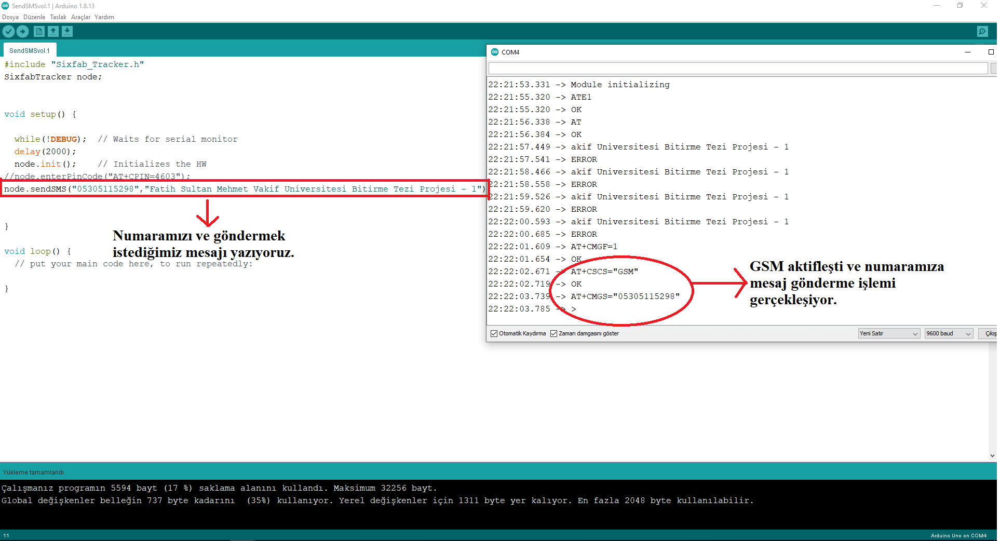 SendSMSvol.1 | Arduino 1.8.13
Dosya Düzenle Taslak Araçlar Yardım
SendSMSvol.1
#include "Sixfab_Tracker.h"
SixfabTracker node;
void setup() {
while(!DEBUG); // Waits for serial monitor
delay(2000);
node.init(); // Initializes the HW
//node.enterPinCode("AT+CPIN=4603");
node.sendSMS("05305115298","Fatih Sultan Mehmet Vakif Universitesi Bitirme Tezi Projesi - 1")
}
Numaramızı ve göndermek
istediğimiz mesajı yazıyoruz.
void loop() {
// put your main code here, to run repeatedly:
}
COM4
22:21:53.331 -> Module initializing
22:21:55.320 -> ATE1
22:21:55.320 -> OK
22:21:56.338 -> AT
22:21:56.384 -> OK
22:21:57.449 -> akif Universitesi Bitirme Tezi Projesi - 1
22:21:57.541 -> ERROR
22:21:58.466 -> akif Universitesi Bitirme Tezi Projesi - 1
22:21:58.558 -> ERROR
22:21:59.526 -> akif Universitesi Bitirme Tezi Projesi - 1
22:21:59.620 -> ERROR
22:22:00.593 -> akif Universitesi Bitirme Tezi Projesi - 1
22:22:00.685 -> ERROR
22:22:01.609 -> AT+CMGF=1
22:22:01.654 -> OK
22:22:02.671 -> AT+CSCS="GSM"
22:22:02.719 -> OK
22:22:03.739 -> AT+CMGS="05305115298"
22:22:03.785 -> >
GSM aktifleşti ve numaramıza
mesaj gönderme işlemi
gerçekleşiyor.
Otomatik Kaydırma Zaman damgasını göster
Yeni Satır 9600 baud Çıkış
Yükleme tamamlandı.
Çalışmanız programın 5594 bayt (17 %) saklama alanını kullandı. Maksimum 32256 bayt.
Global değişkenler belleğin 737 byte kadarını (35%) kullanıyor. Yerel değişkenler için 1311 byte yer kalıyor. En fazla 2048 byte kullanılabilir.
11
Arduino Uno on COM4